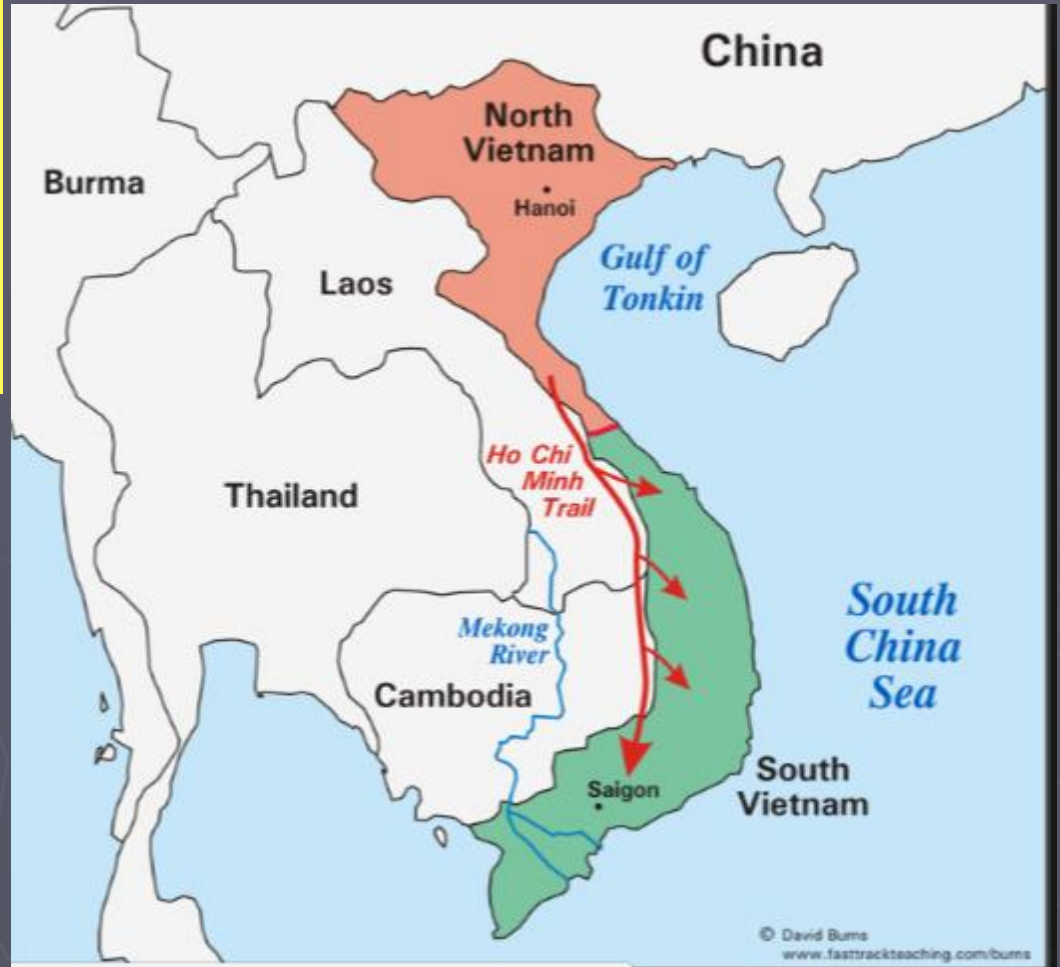 China
North
Vietnam
Hanoi
Burma
Gulf of
Tonkin
Laos
Ho Chi
Minh
Trail
Thailand
South
China
Sea
Mekong
River
Cambodia
South
Vietnam
Saigon
© David Burns
www.fasttrackteaching.com/burns